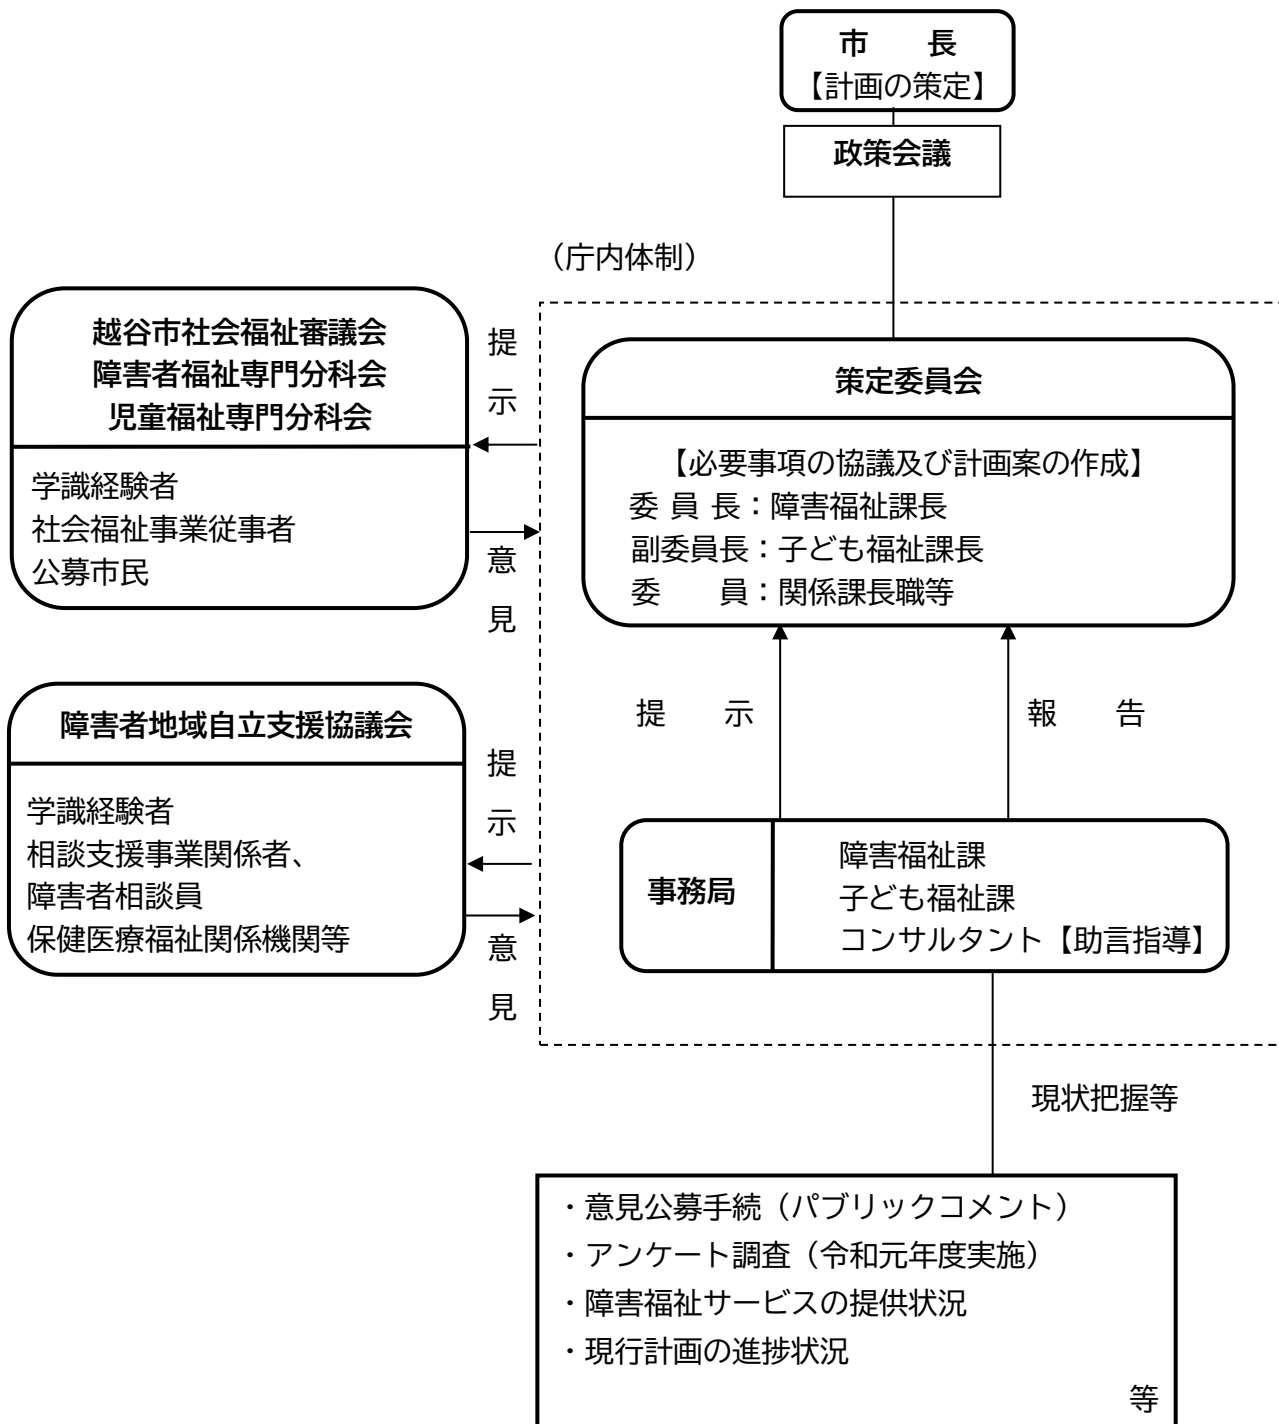 市　　長
【計画の策定】
政策会議
（庁内体制）
越谷市社会福祉審議会
障害者福祉専門分科会
児童福祉専門分科会
学識経験者
社会福祉事業従事者
公募市民
提示
意見
策定委員会
【必要事項の協議及び計画案の作成】
委 員 長：障害福祉課長
副委員長：子ども福祉課長
委　　員：関係課長職等
障害者地域自立支援協議会
学識経験者
相談支援事業関係者、
障害者相談員
保健医療福祉関係機関等
提示
意見
提　　示
報　　告
事務局
障害福祉課
子ども福祉課
コンサルタント【助言指導】
現状把握等
・意見公募手続（パブリックコメント）
・アンケート調査（令和元年度実施）
・障害福祉サービスの提供状況
・現行計画の進捗状況
等